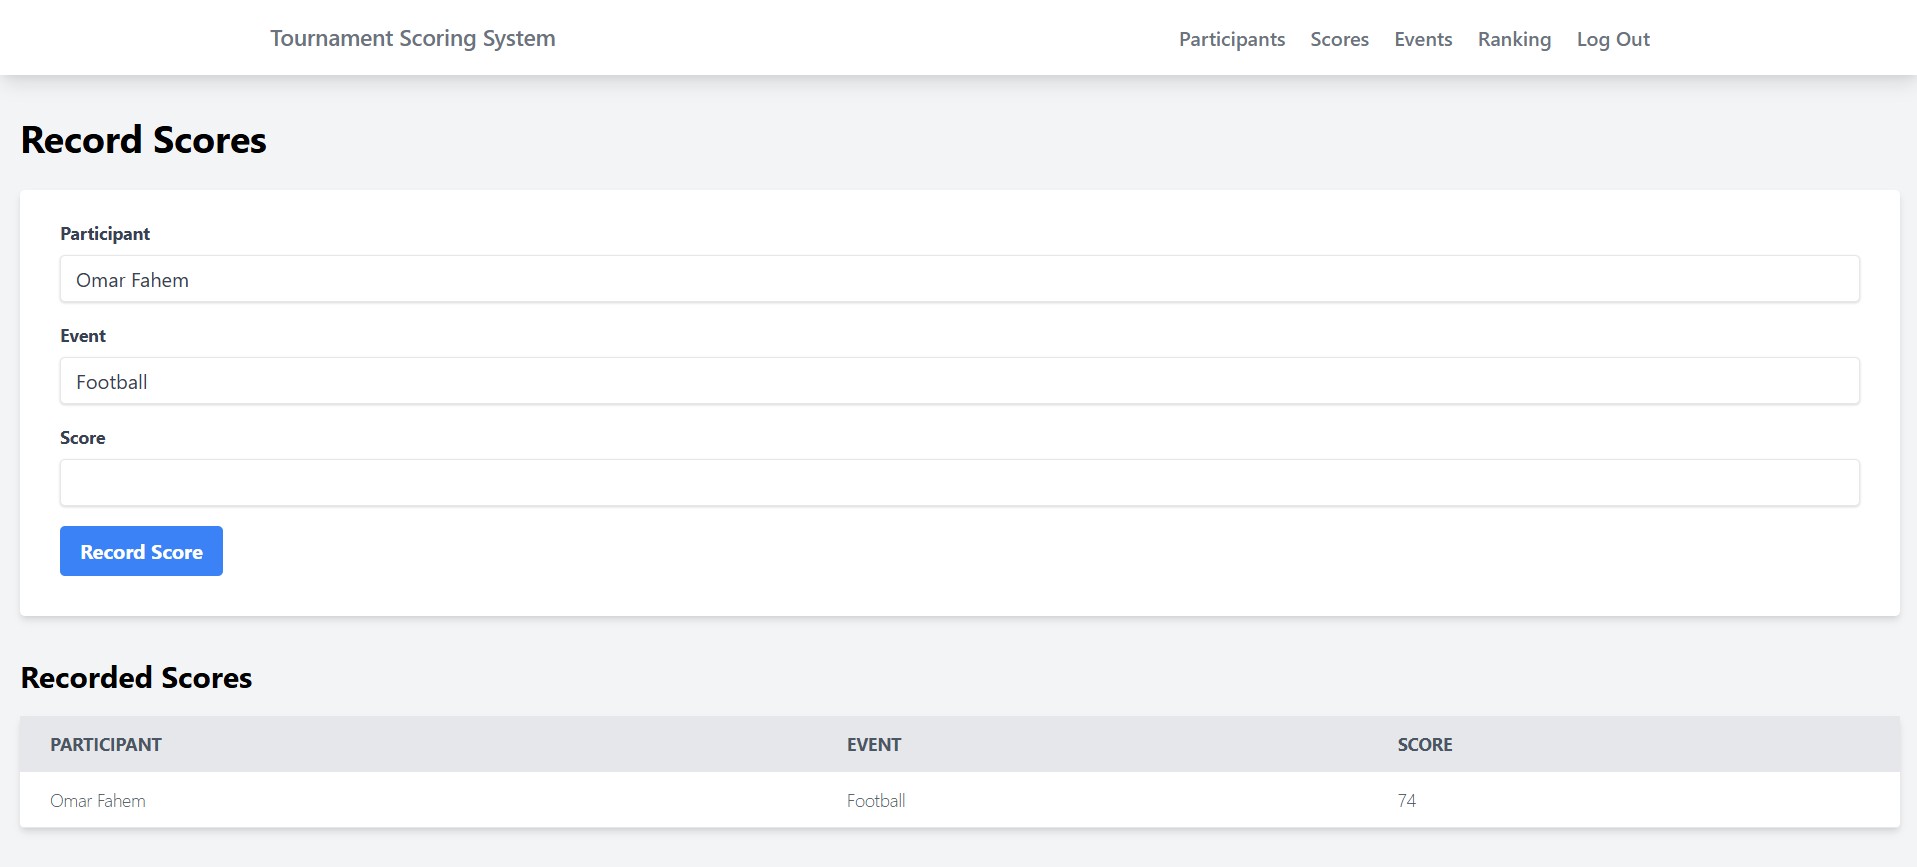 Tournament Scoring System
Participants Scores Events Ranking Log Out
Record Scores
Participant
Omar Fahem
Event
Football
Score
Record Score
Recorded Scores
PARTICIPANT EVENT SCORE
Omar Fahem Football 74